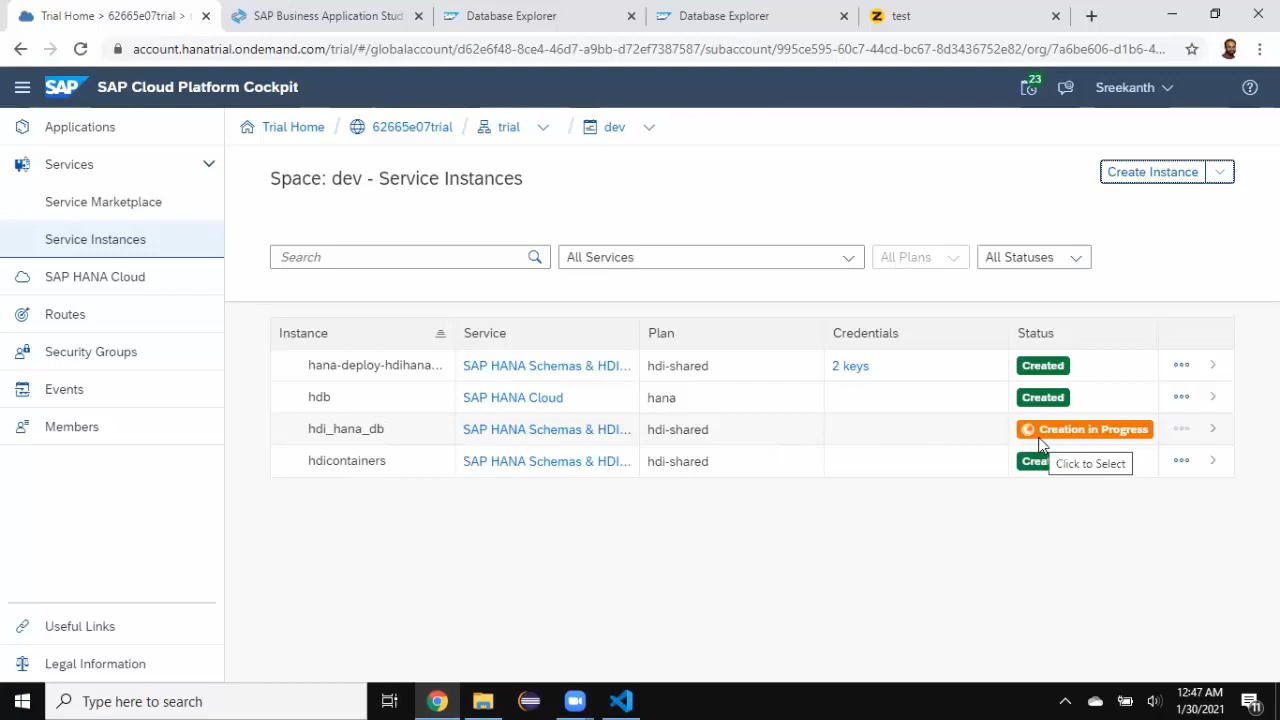 Trial Home > 62665e07trial >
SAP Business Application Stud
Database Explorer
Database Explorer
test
account.hanatrial.ondemand.com/trial/#/globalaccount/d62e6f48-8ce4-46d7-a9bb-d72ef7387587/subaccount/995ce595-60c7-44cd-bc67-8d3436752e82/org/7a6be606-d1b6-4...
SAP
SAP Cloud Platform Cockpit
23
Sreekanth
Applications
Services
Service Marketplace
Service Instances
SAP HANA Cloud
Routes
Security Groups
Events
Members
Useful Links
Legal Information
Trial Home / 62665e07trial / trial / dev
Space: dev - Service Instances
Create Instance
Search
All Services
All Plans
All Statuses
Instance Service Plan Credentials Status
hana-deploy-hdihana... SAP HANA Schemas & HDI... hdi-shared 2 keys Created
hdb SAP HANA Cloud hana Created
hdi_hana_db SAP HANA Schemas & HDI... hdi-shared Creation in Progress
hdicontainers SAP HANA Schemas & HDI... hdi-shared Crea
Click to Select
Type here to search
12:47 AM
1/30/2021
11